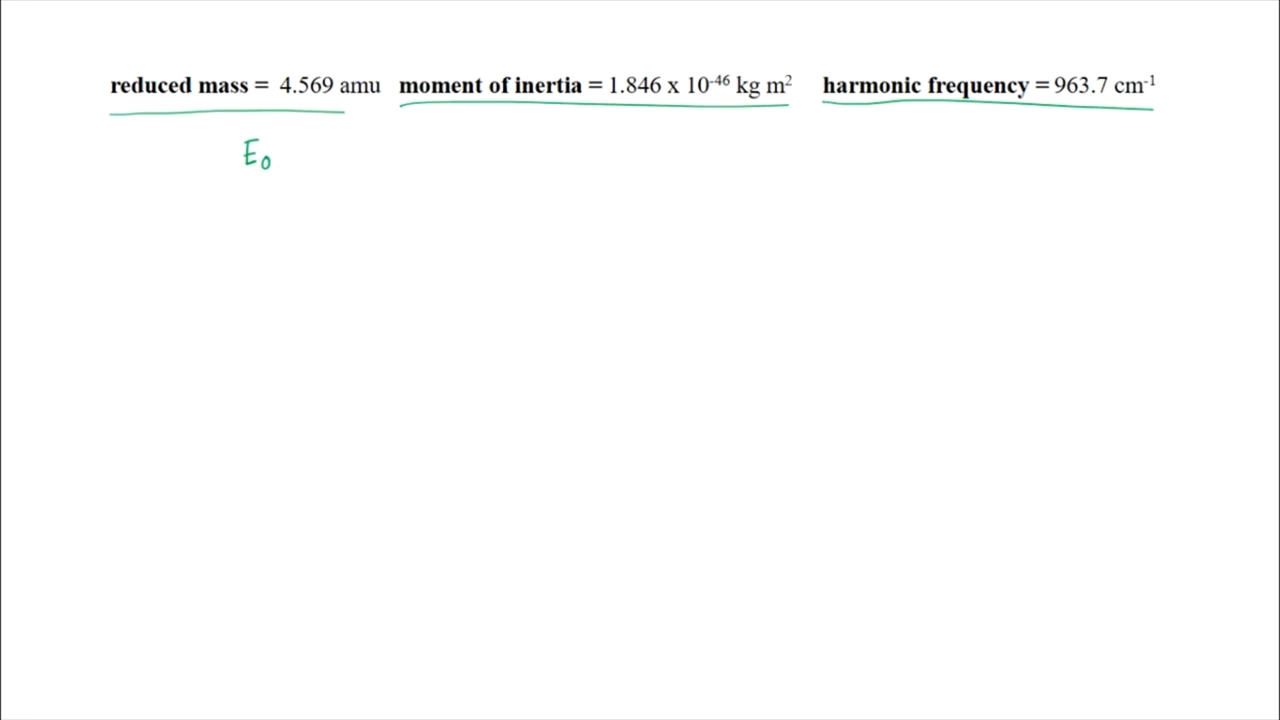 reduced mass = 4.569 amu moment of inertia = 1.846 x 10⁻⁴⁶ kg m² harmonic frequency = 963.7 cm⁻¹
E₀